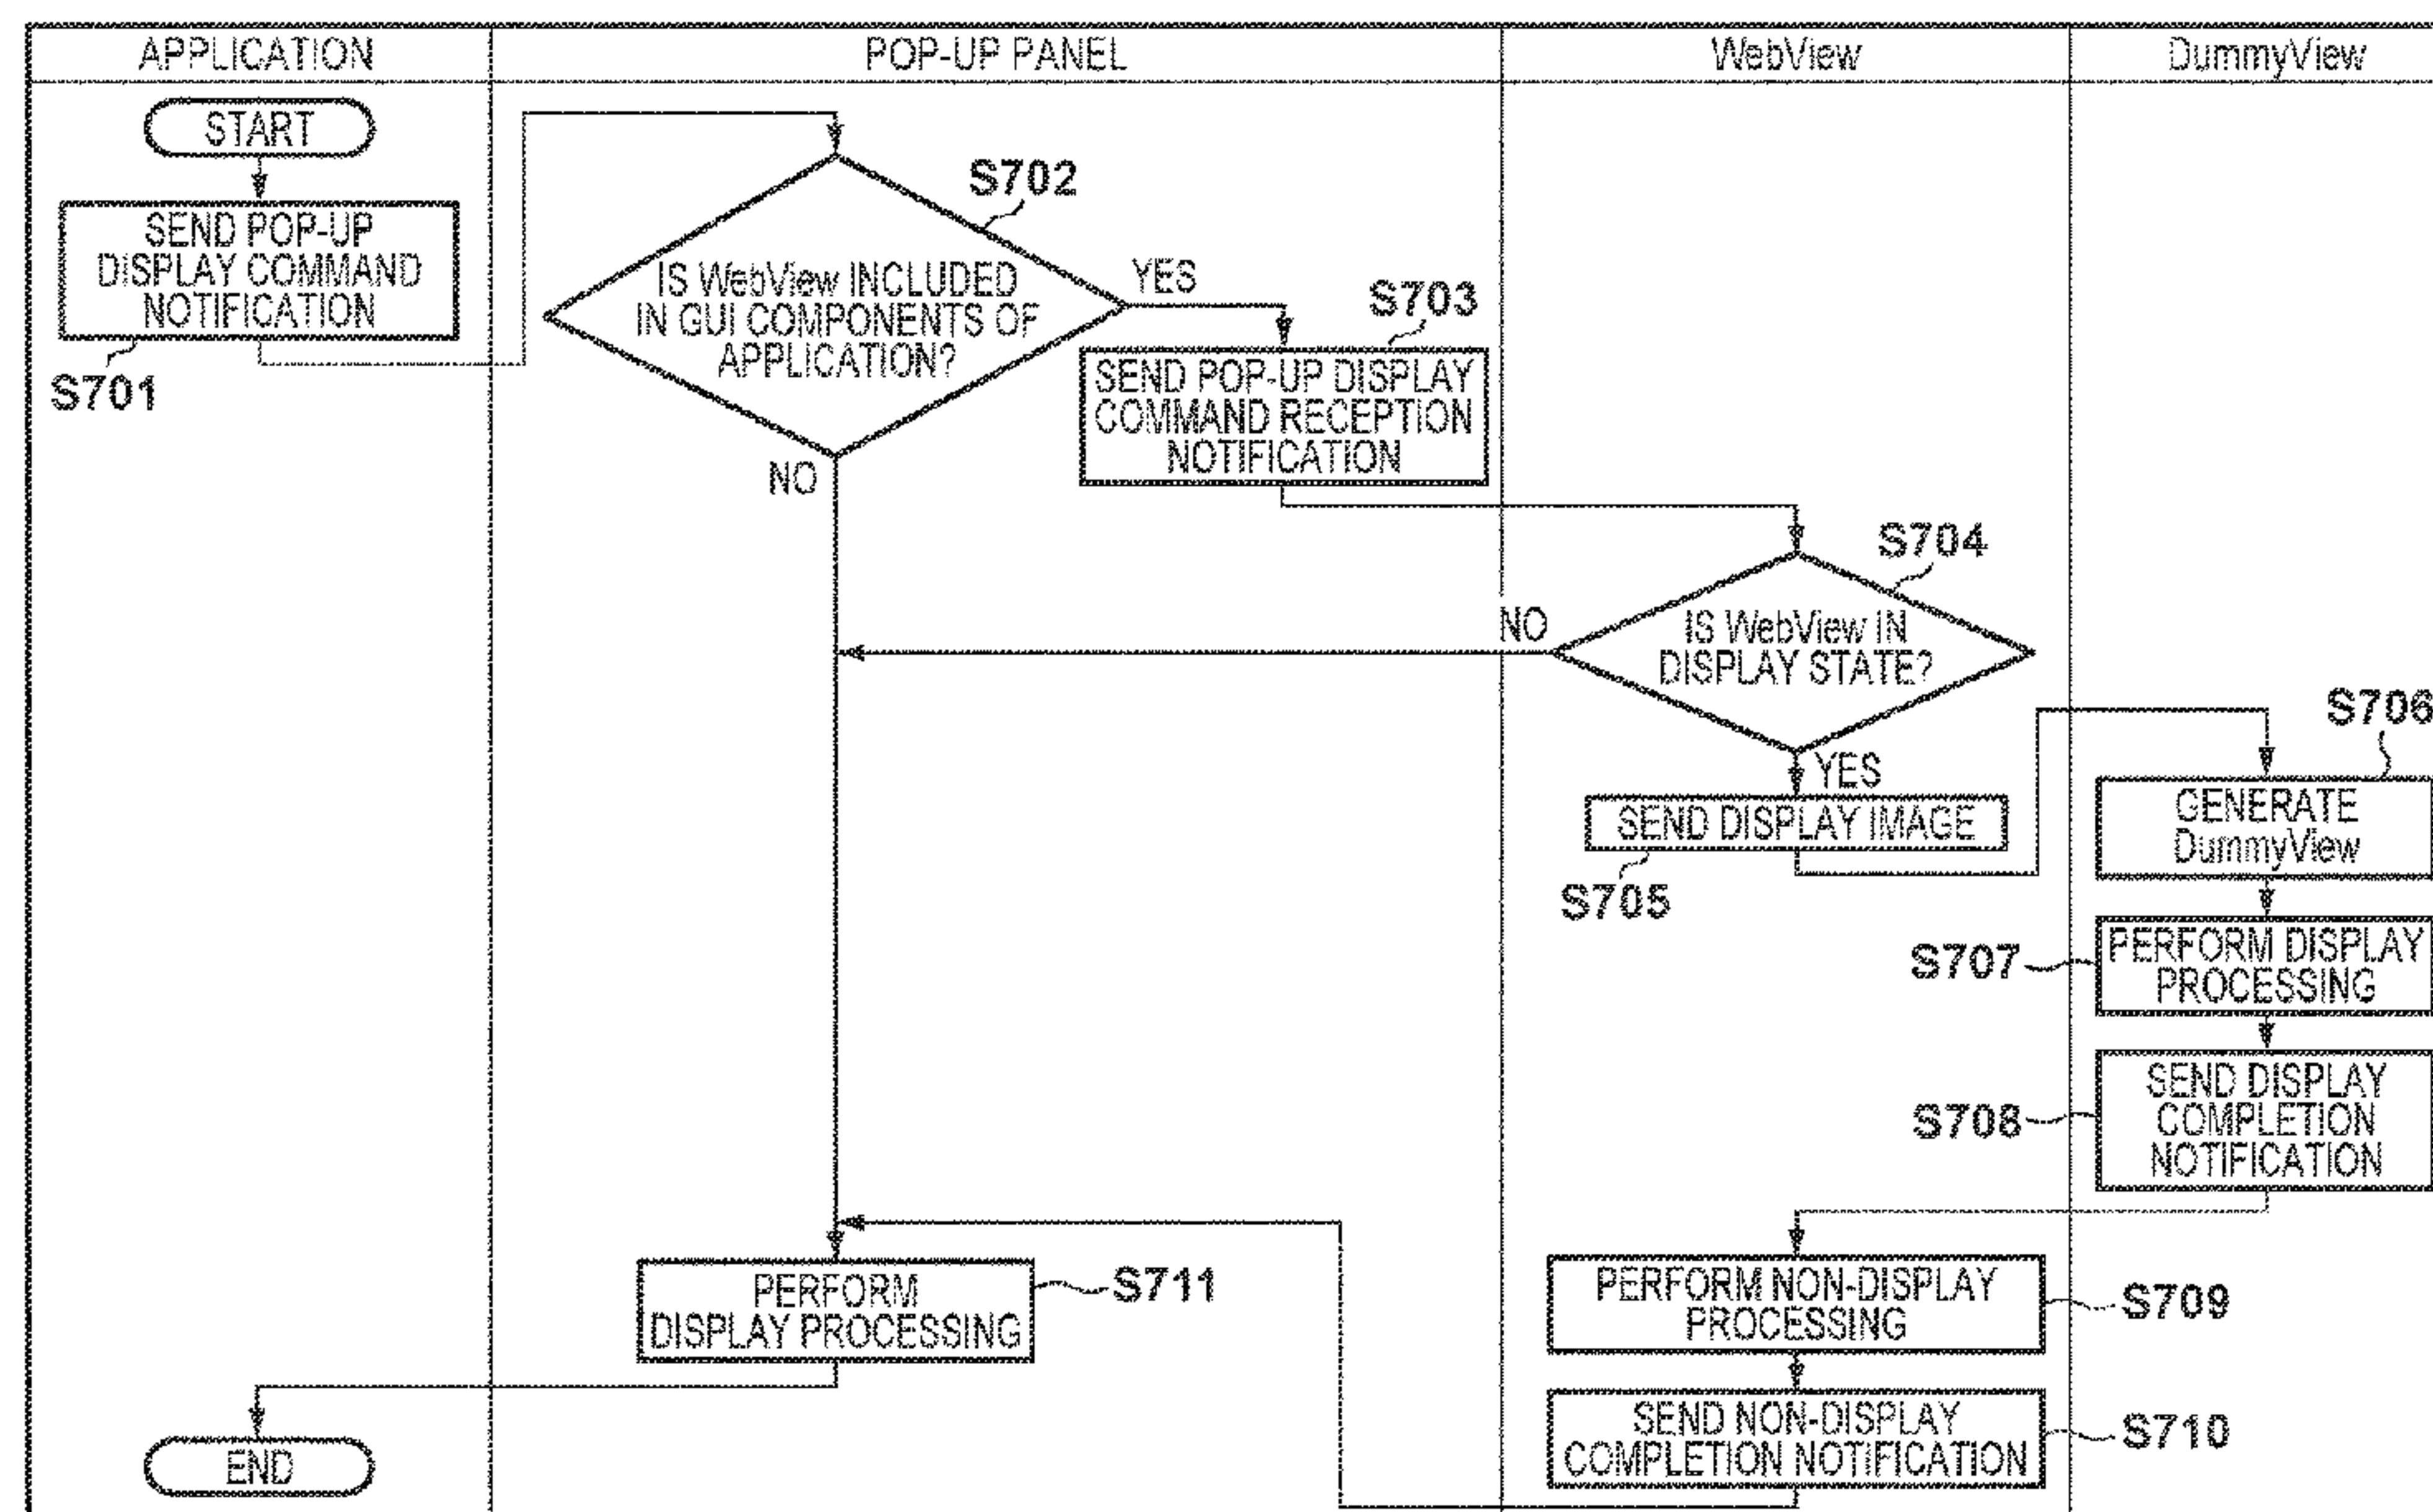 APPLICATION
POP-UP PANEL
WebView
DummyView
START
SEND POP-UP
DISPLAY COMMAND
NOTIFICATION
S701
S702
IS WebView INCLUDED
IN GUI COMPONENTS OF
APPLICATION?
YES
NO
S703
SEND POP-UP DISPLAY
COMMAND RECEPTION
NOTIFICATION
S704
IS WebView IN
DISPLAY STATE?
NO
YES
SEND DISPLAY IMAGE
S705
S706
GENERATE
DummyView
S707
PERFORM DISPLAY
PROCESSING
S708
SEND DISPLAY
COMPLETION
NOTIFICATION
PERFORM NON-DISPLAY
PROCESSING
S709
SEND NON-DISPLAY
COMPLETION NOTIFICATION
S710
PERFORM
DISPLAY PROCESSING
S711
END